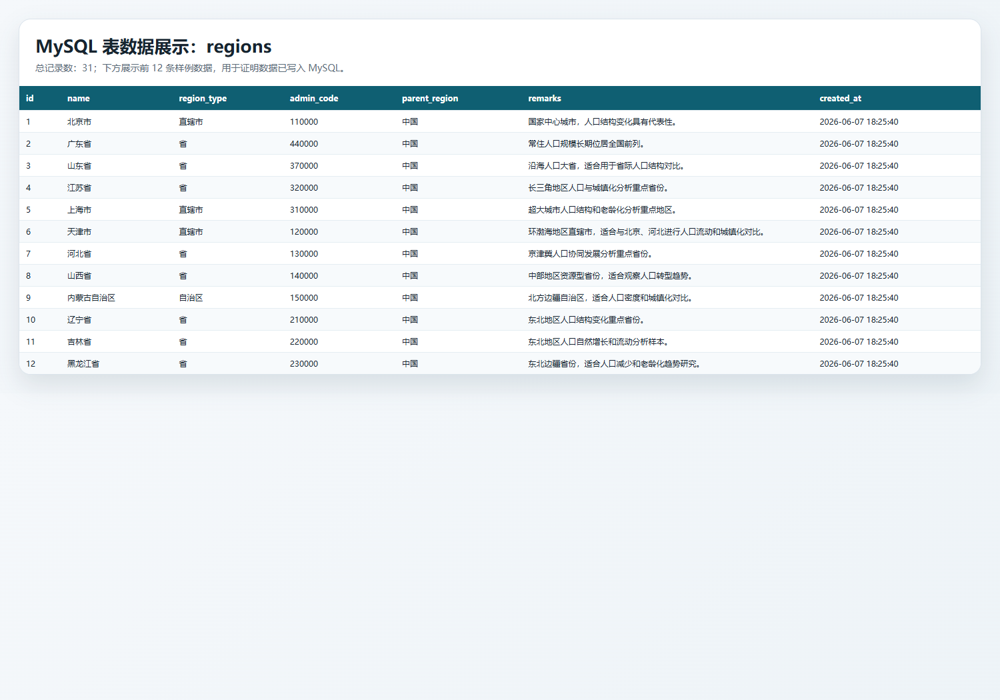 MySQL 表数据展示：regions
总记录数：31；下方展示前 12 条样例数据，用于证明数据已写入 MySQL。
id name region_type admin_code parent_region remarks created_at
1 北京市 直辖市 110000 中国 国家中心城市，人口结构变化具有代表性。 2026-06-07 18:25:40
2 广东省 省 440000 中国 常住人口规模长期位居全国前列。 2026-06-07 18:25:40
3 山东省 省 370000 中国 沿海人口大省，适合用于省际人口结构对比。 2026-06-07 18:25:40
4 江苏省 省 320000 中国 长三角地区人口与城镇化分析重点省份。 2026-06-07 18:25:40
5 上海市 直辖市 310000 中国 超大城市人口结构和老龄化分析重点地区。 2026-06-07 18:25:40
6 天津市 直辖市 120000 中国 环渤海地区直辖市，适合与北京、河北进行人口流动和城镇化对比。 2026-06-07 18:25:40
7 河北省 省 130000 中国 京津冀人口协同发展分析重点省份。 2026-06-07 18:25:40
8 山西省 省 140000 中国 中部地区资源型省份，适合观察人口转型趋势。 2026-06-07 18:25:40
9 内蒙古自治区 自治区 150000 中国 北方边疆自治区，适合人口密度和城镇化对比。 2026-06-07 18:25:40
10 辽宁省 省 210000 中国 东北地区人口结构变化重点省份。 2026-06-07 18:25:40
11 吉林省 省 220000 中国 东北地区人口自然增长和流动分析样本。 2026-06-07 18:25:40
12 黑龙江省 省 230000 中国 东北边疆省份，适合人口减少和老龄化趋势研究。 2026-06-07 18:25:40